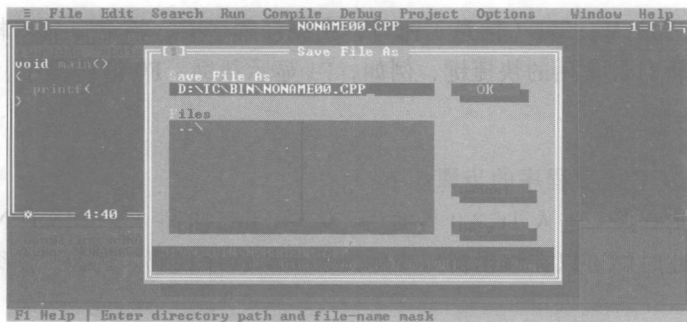 ≡ File Edit Search Run Compile Debug Project Options Window Help
NONAME00.CPP
1
Save File As
void main()
{
printf(
}
Save File As
D:\TC\BIN\NONAME00.CPP
OK
Files
..\
4:40
F1 Help | Enter directory path and file-name mask